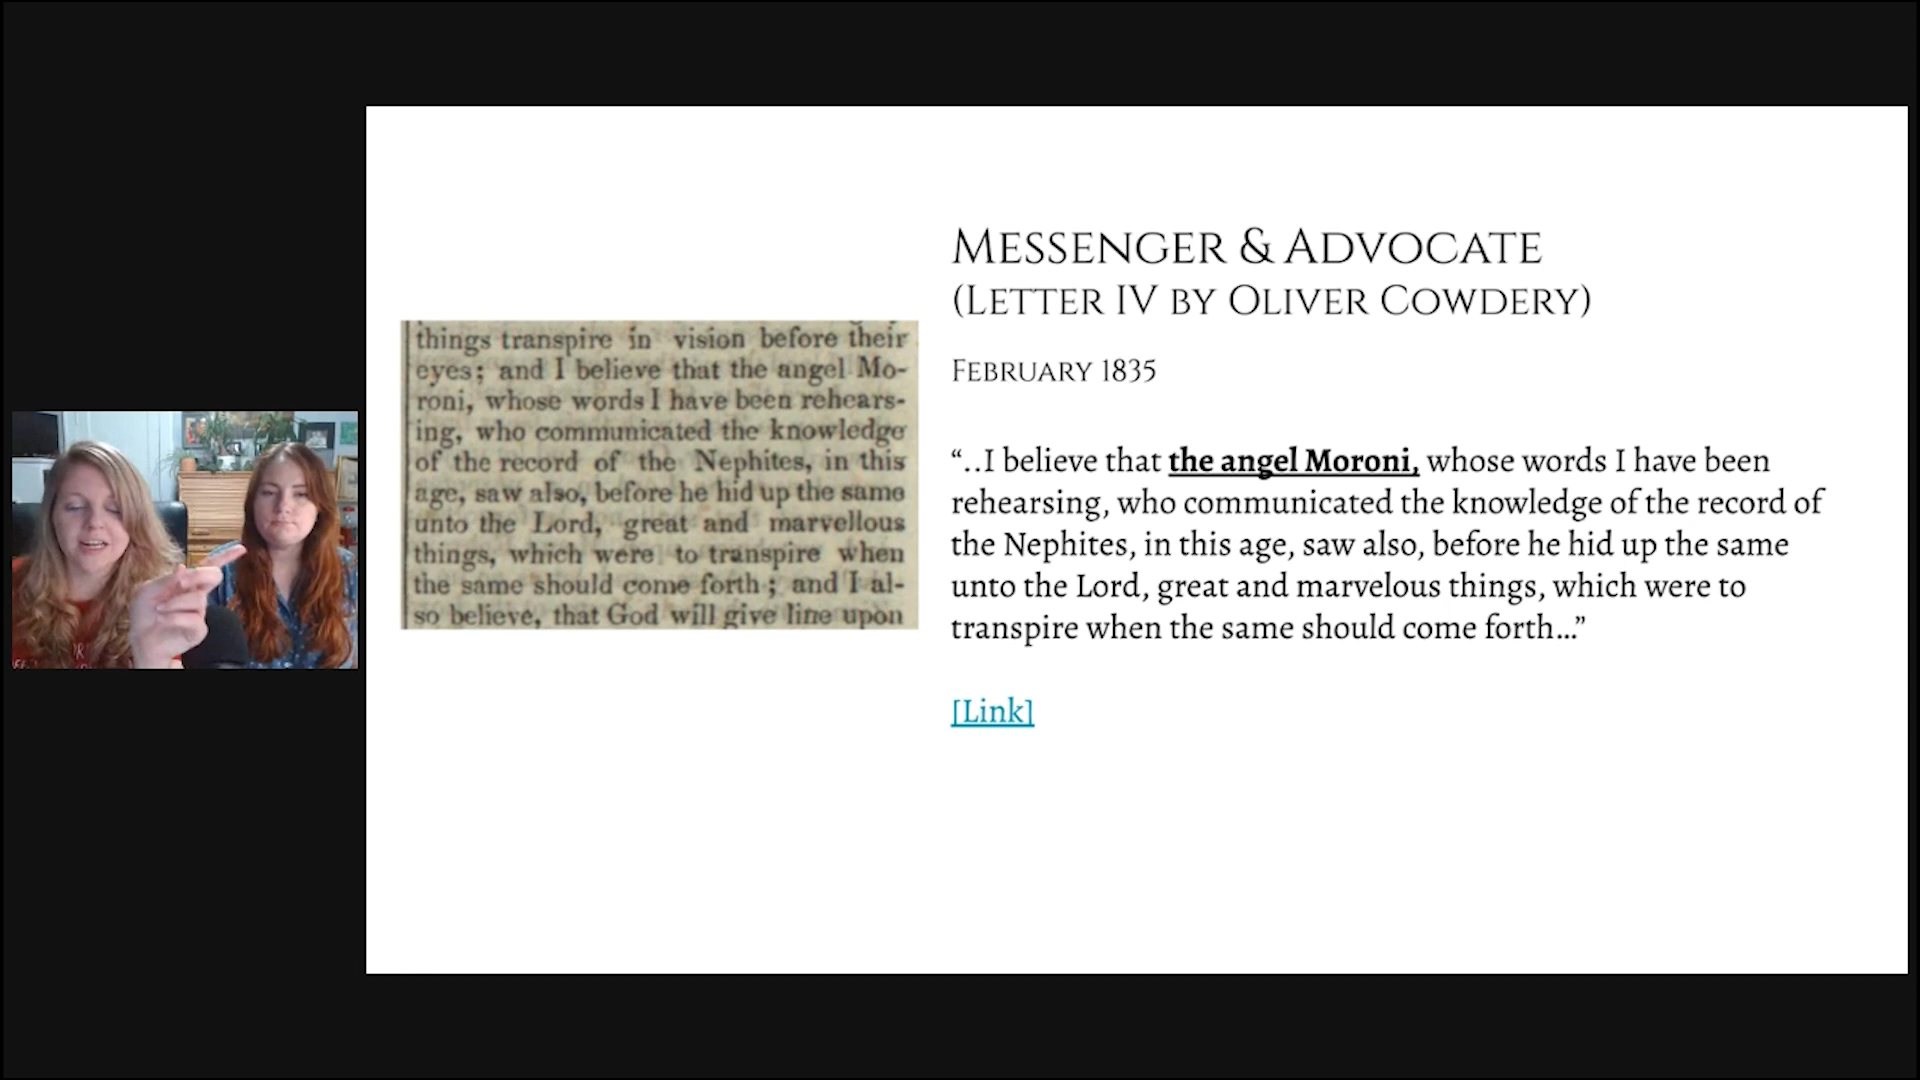 things transpire in vision before their
eyes; and I believe that the angel Mo-
roni, whose words I have been rehears-
ing, who communicated the knowledge
of the record of the Nephites, in this
age, saw also, before he hid up the same
unto the Lord, great and marvellous
things, which were to transpire when
the same should come forth; and I al-
so believe, that God will give line upon
Messenger & Advocate
(Letter IV by Oliver Cowdery)
February 1835
“..I believe that the angel Moroni, whose words I have been
rehearsing, who communicated the knowledge of the record of
the Nephites, in this age, saw also, before he hid up the same
unto the Lord, great and marvelous things, which were to
transpire when the same should come forth...”
[Link]